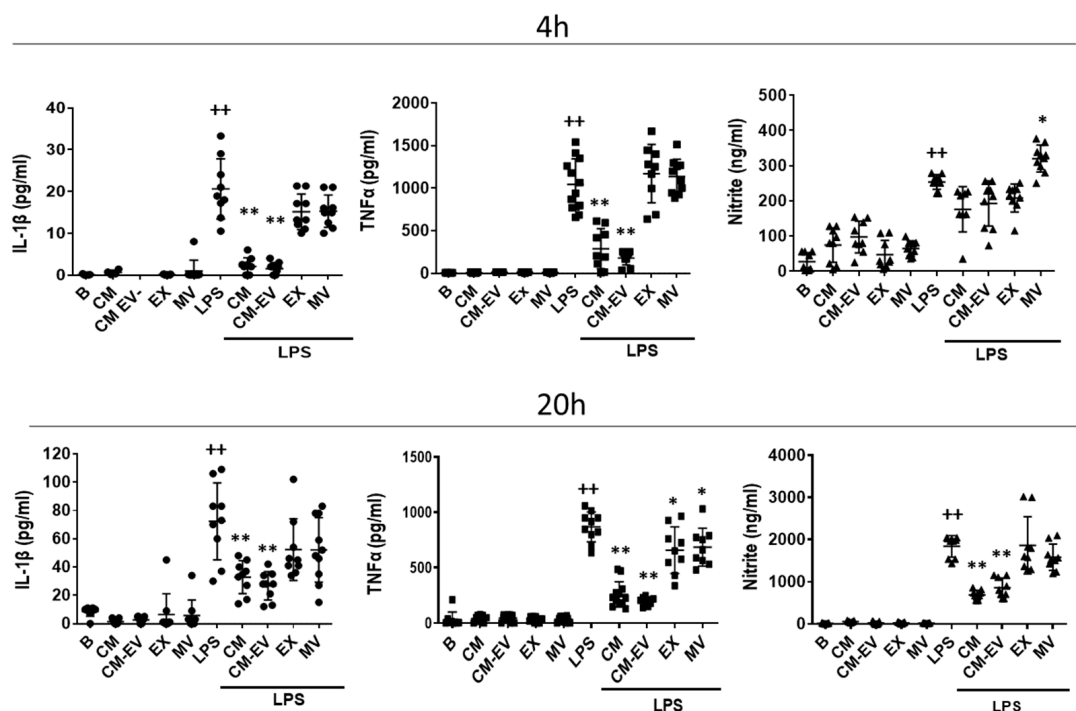 4h
IL-1β (pg/ml)
40
30
20
10
0
++
**
**
B
CM
CM EV-
EX
MV
LPS
CM
CM-EV
EX
MV
LPS
TNFα (pg/ml)
2000
1500
1000
500
0
++
**
**
B
CM
CM-EV
Ex
MV
LPS
CM
CM-EV
EX
MV
LPS
Nitrite (ng/ml)
500
400
300
200
100
0
++
*
B
CM
CM-EV
EX
MV
LPS
CM
CM-EV
EX
MV
LPS
20h
IL-1β (pg/ml)
120
100
80
60
40
20
0
++
**
**
B
CM
CM-EV
EX
MV
LPS
CM
CM-EV
EX
MV
LPS
TNFα (pg/ml)
1500
1000
500
0
++
**
**
*
*
B
CM
CM-EV
EX
MV
LPS
CM
CM-EV
EX
MV
LPS
Nitrite (ng/ml)
4000
3000
2000
1000
0
++
**
**
B
CM
CM-EV
EX
MV
LPS
CM
CM-EV
EX
MV
LPS